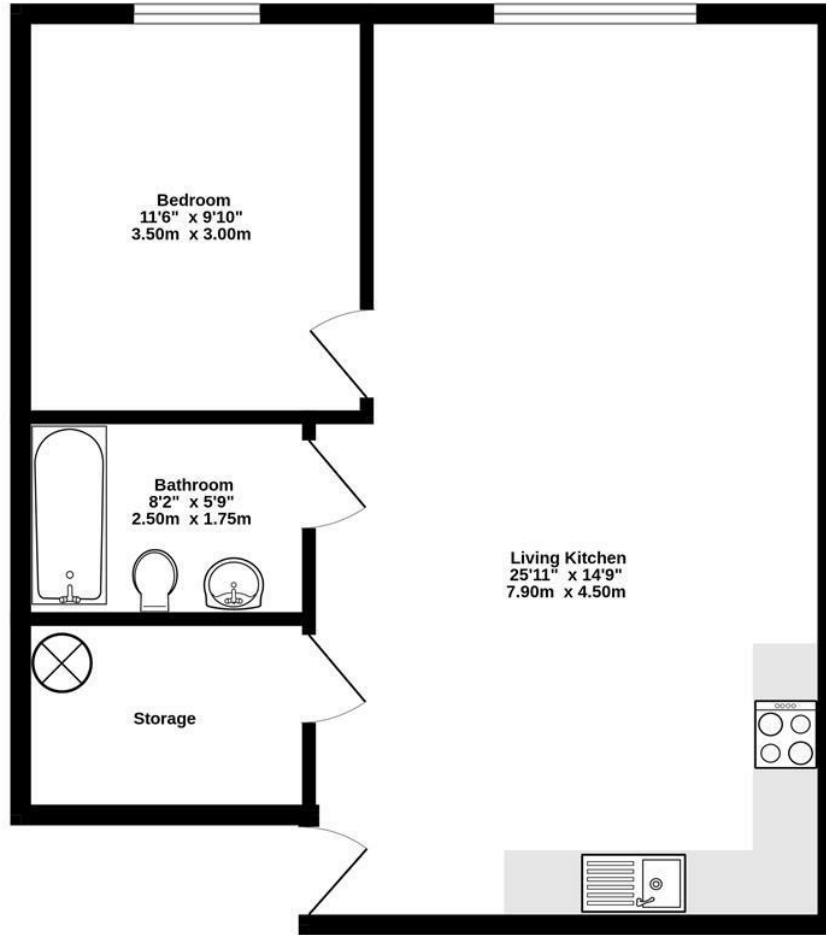 Bedroom
11'6" x 9'10"
3.50m x 3.00m
Bathroom
8'2" x 5'9"
2.50m x 1.75m
Living Kitchen
25'11" x 14'9"
7.90m x 4.50m
Storage